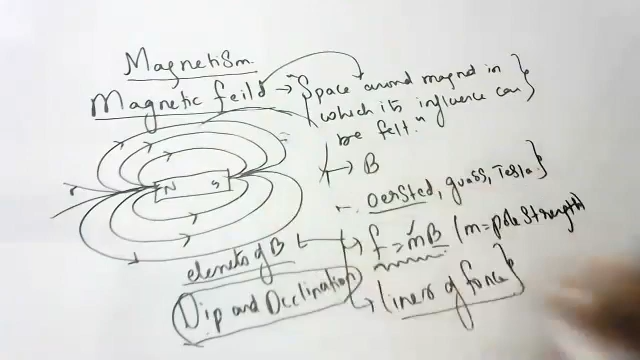 Magnetism
Magnetic feild → "Space around magnet in
which its influence can
be felt"
→ B
oersted, guass, Tesla
N S
elements of B
f = mB (m = pole strength
Dip and Declination
lines of force